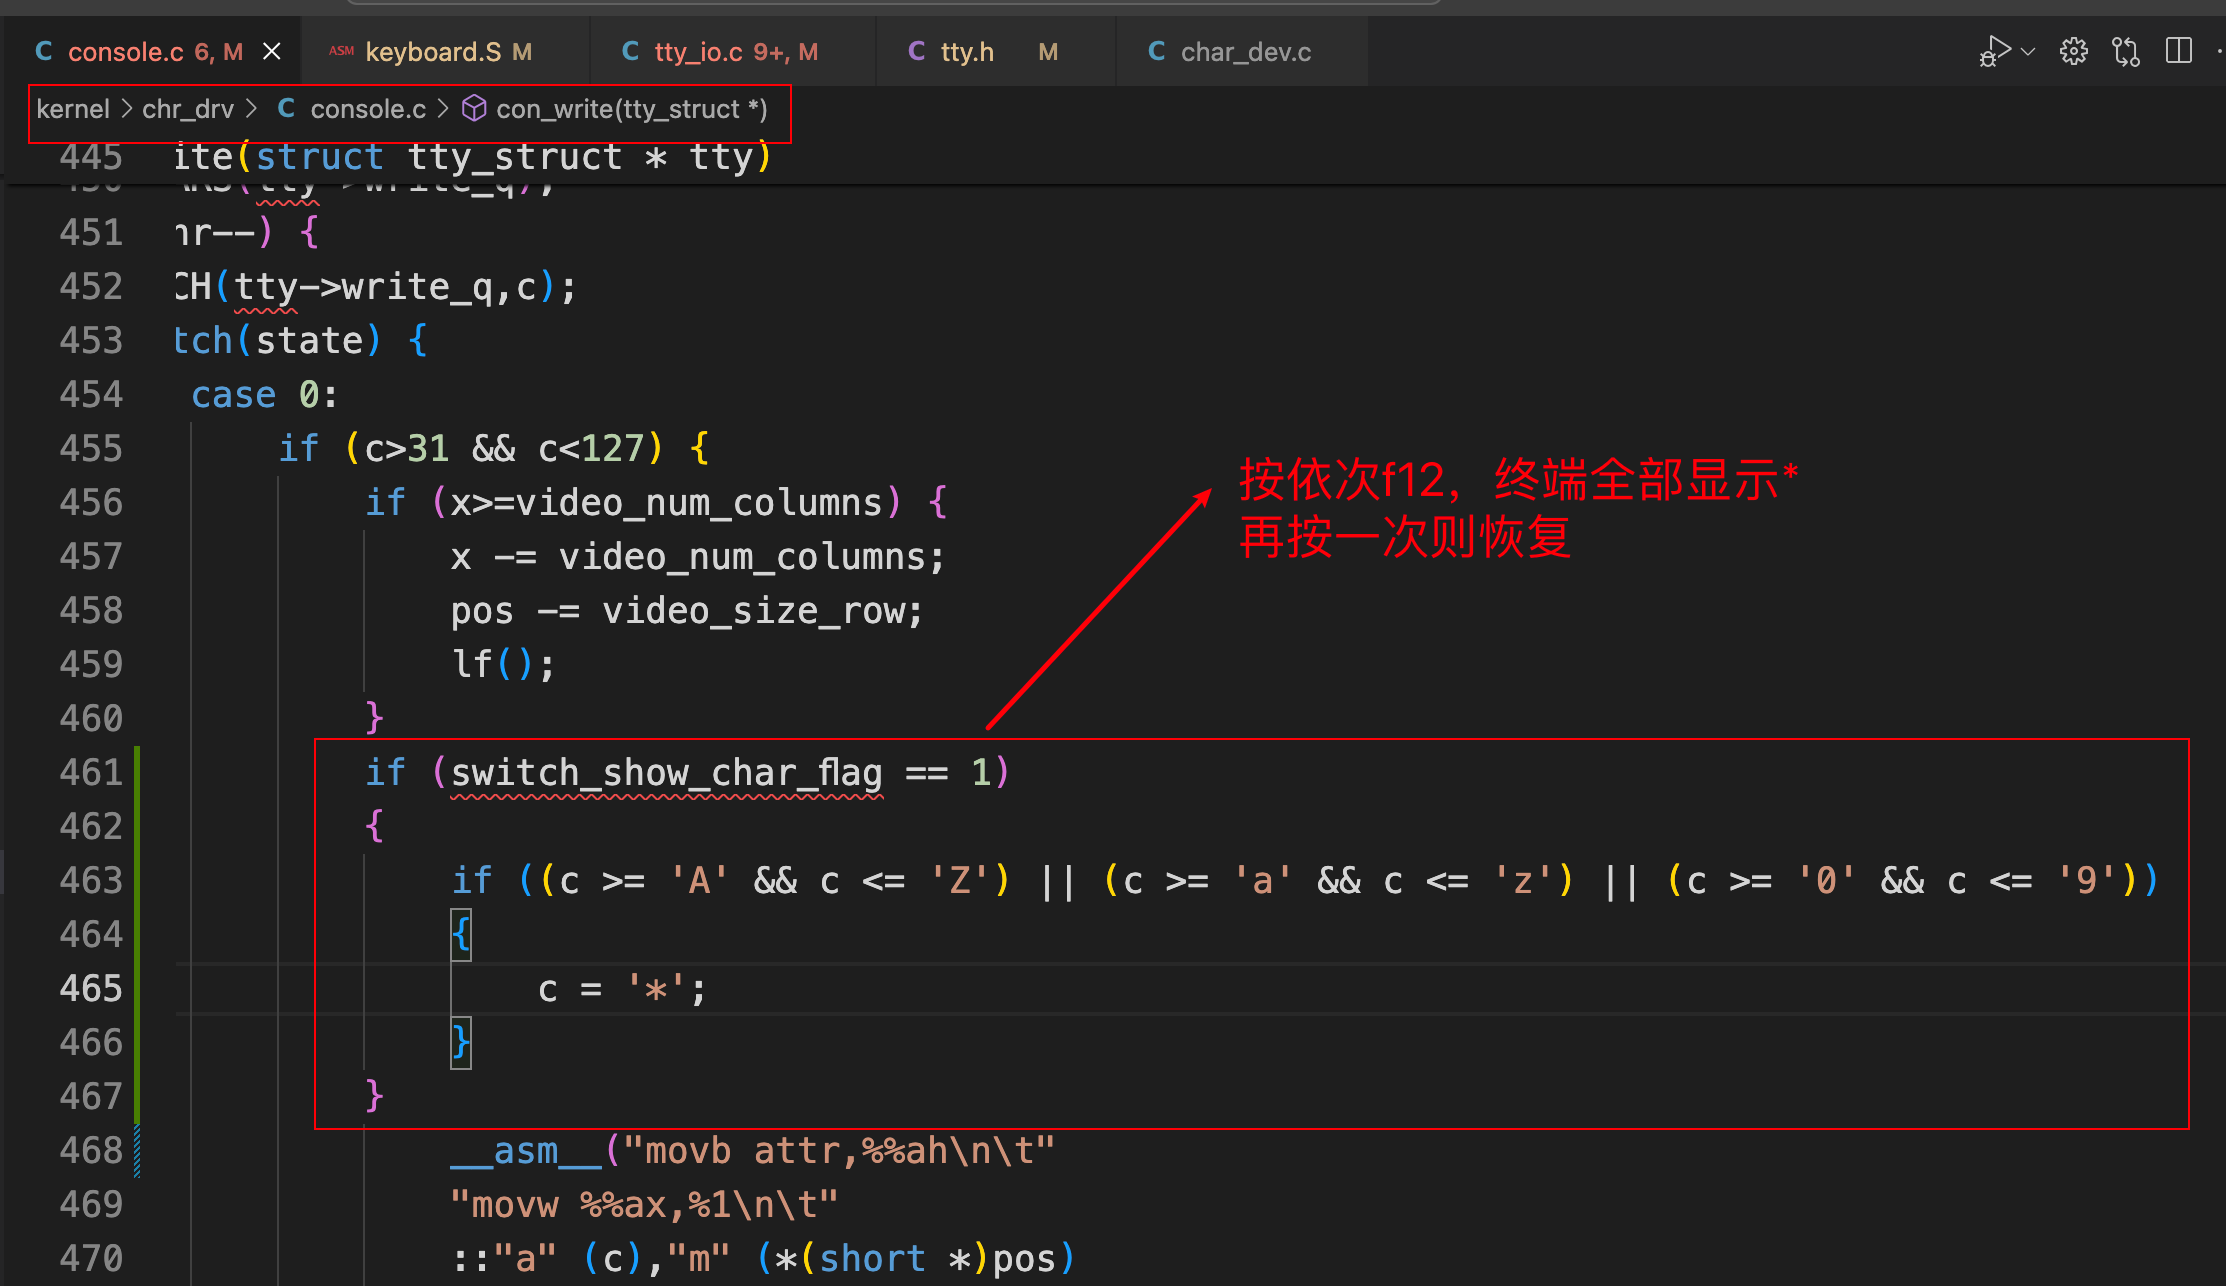 console.c 6, M
ASM keyboard.S M
tty_io.c 9+, M
tty.h M
char_dev.c
kernel > chr_drv > C console.c > con_write(tty_struct *)
445 ite(struct tty_struct * tty)
451 hr--) {
452 CH(tty->write_q,c);
453 tch(state) {
454 case 0:
455 if (c>31 && c<127) {
456 if (x>=video_num_columns) {
457 x -= video_num_columns;
458 pos -= video_size_row;
459 lf();
460 }
461 if (switch_show_char_flag == 1)
462 {
463 if ((c >= 'A' && c <= 'Z') || (c >= 'a' && c <= 'z') || (c >= '0' && c <= '9'))
464 {
465 c = '*';
466 }
467 }
468 __asm__("movb attr,%%ah\n\t"
469 "movw %%ax,%1\n\t"
470 ::"a" (c),"m" (*(short *)pos)
按依次f12，终端全部显示*
再按一次则恢复